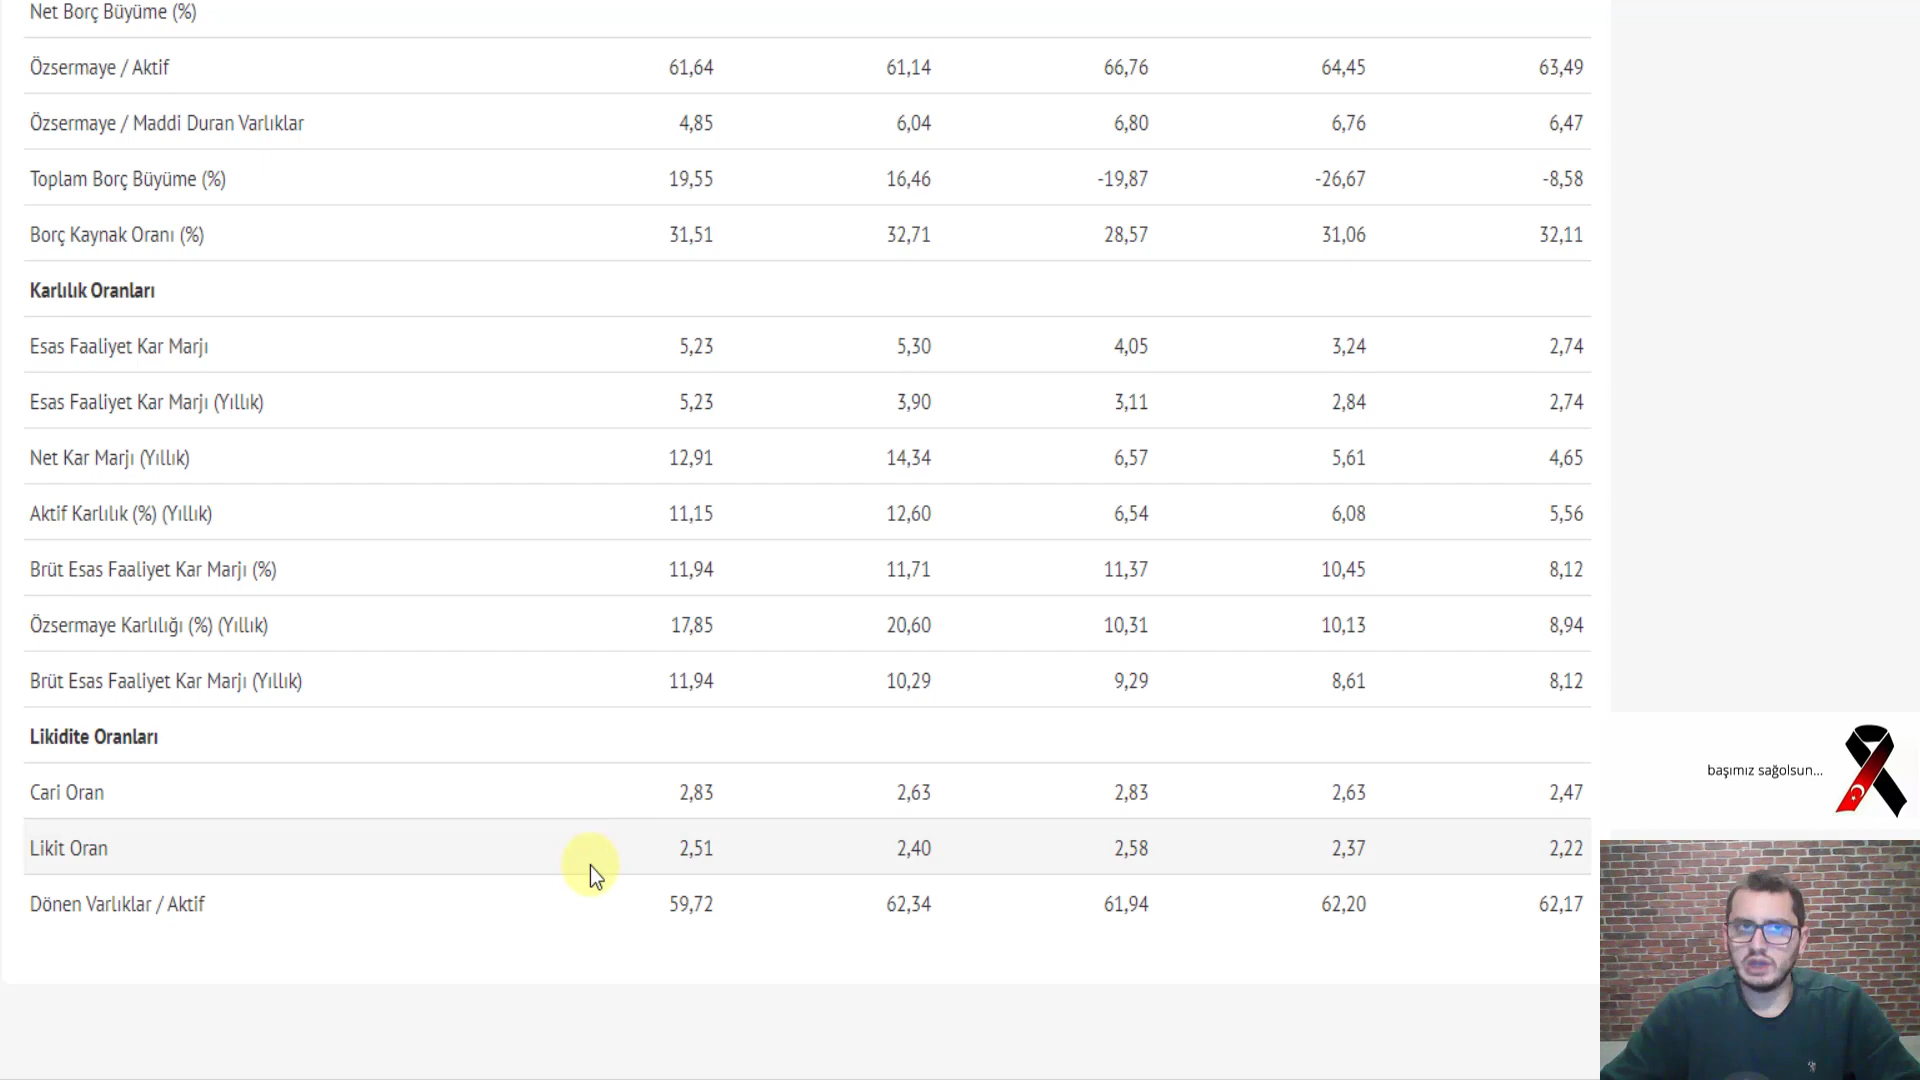 Net Borç Büyüme (%)
Özsermaye / Aktif 61,64 61,14 66,76 64,45 63,49
Özsermaye / Maddi Duran Varlıklar 4,85 6,04 6,80 6,76 6,47
Toplam Borç Büyüme (%) 19,55 16,46 -19,87 -26,67 -8,58
Borç Kaynak Oranı (%) 31,51 32,71 28,57 31,06 32,11
Karlılık Oranları
Esas Faaliyet Kar Marjı 5,23 5,30 4,05 3,24 2,74
Esas Faaliyet Kar Marjı (Yıllık) 5,23 3,90 3,11 2,84 2,74
Net Kar Marjı (Yıllık) 12,91 14,34 6,57 5,61 4,65
Aktif Karlılık (%) (Yıllık) 11,15 12,60 6,54 6,08 5,56
Brüt Esas Faaliyet Kar Marjı (%) 11,94 11,71 11,37 10,45 8,12
Özsermaye Karlılığı (%) (Yıllık) 17,85 20,60 10,31 10,13 8,94
Brüt Esas Faaliyet Kar Marjı (Yıllık) 11,94 10,29 9,29 8,61 8,12
Likidite Oranları
Cari Oran 2,83 2,63 2,83 2,63 2,47
Likit Oran 2,51 2,40 2,58 2,37 2,22
Dönen Varlıklar / Aktif 59,72 62,34 61,94 62,20 62,17
başımız sağolsun...